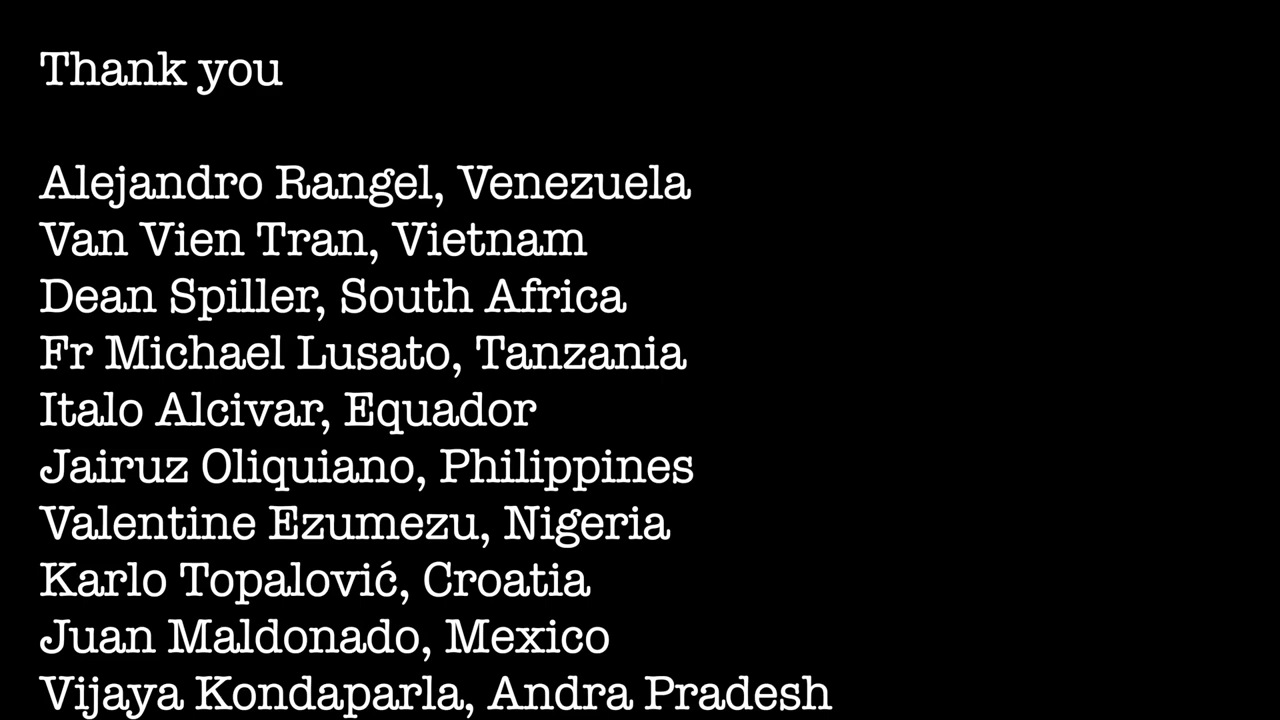 Thank you
Alejandro Rangel, Venezuela
Van Vien Tran, Vietnam
Dean Spiller, South Africa
Fr Michael Lusato, Tanzania
Italo Alcivar, Equador
Jairuz Oliquiano, Philippines
Valentine Ezumezu, Nigeria
Karlo Topalović, Croatia
Juan Maldonado, Mexico
Vijaya Kondaparla, Andra Pradesh